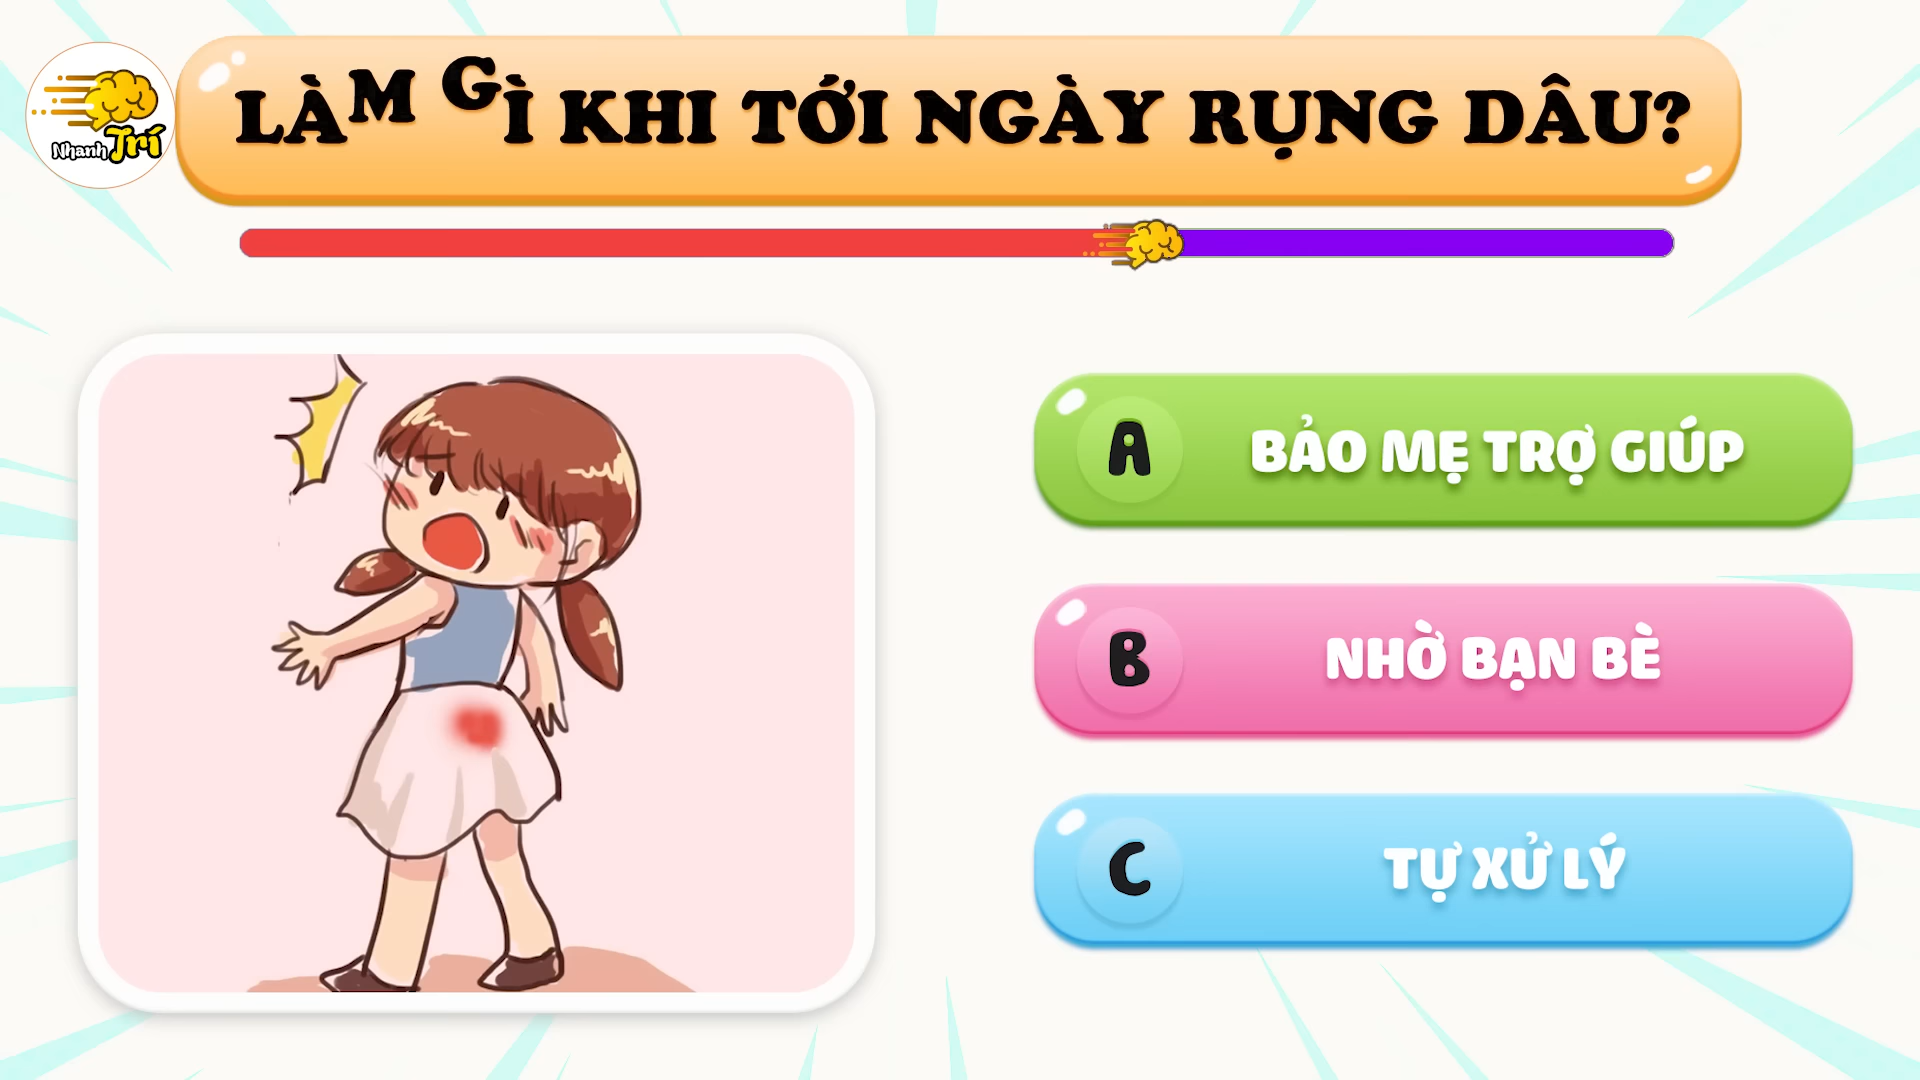 Nhanh
Trí
LÀM GÌ KHI TỚI NGÀY RỤNG DÂU?
A BẢO MẸ TRỢ GIÚP
B NHỜ BẠN BÈ
C TỰ XỬ LÝ